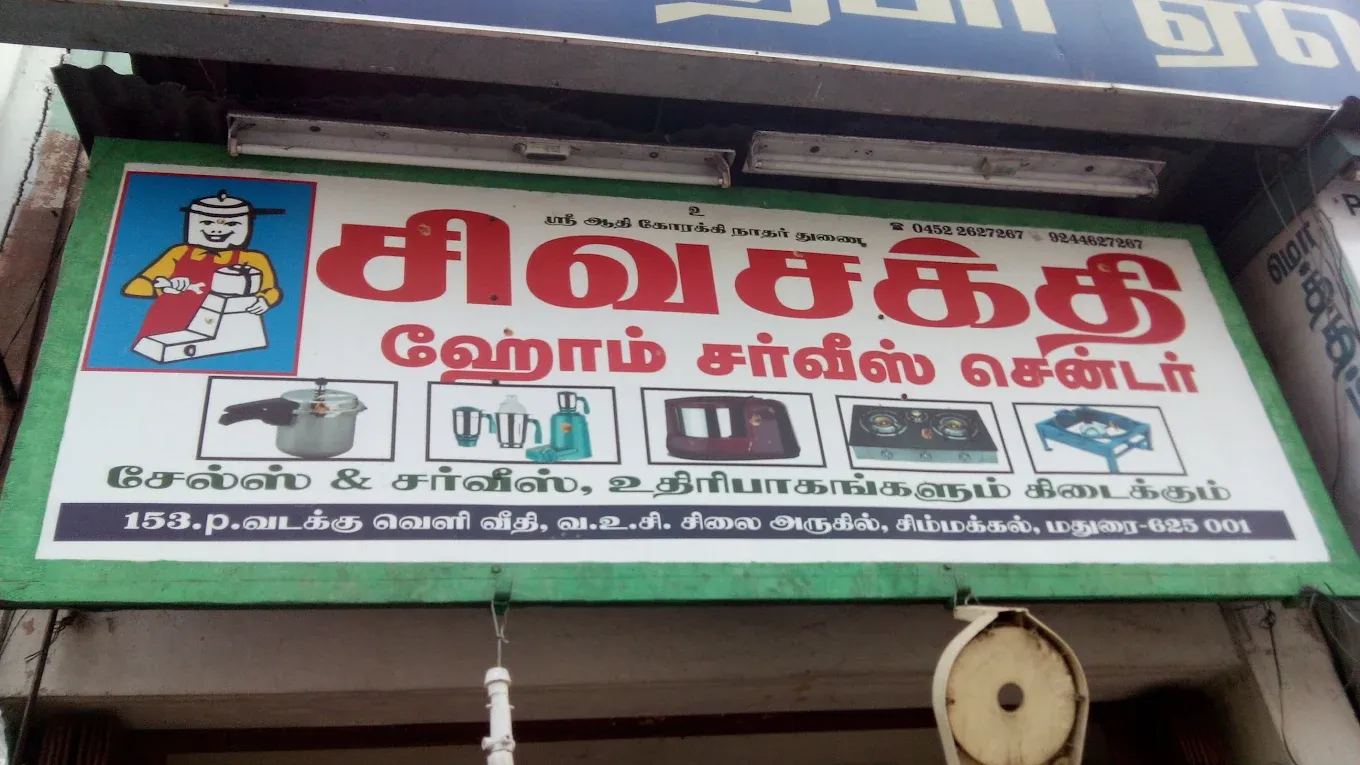 உ
ஸ்ரீ ஆதி கோரக்கி நாதர் துணை
☎ 0452 2627267 9244627267
சிவசக்தி
ஹோம் சர்வீஸ் சென்டர்
சேல்ஸ் & சர்வீஸ், உதிரிபாகங்களும் கிடைக்கும்
153.p.வடக்கு வெளி வீதி, வ.உ.சி. சிலை அருகில், சிம்மக்கல், மதுரை-625 001